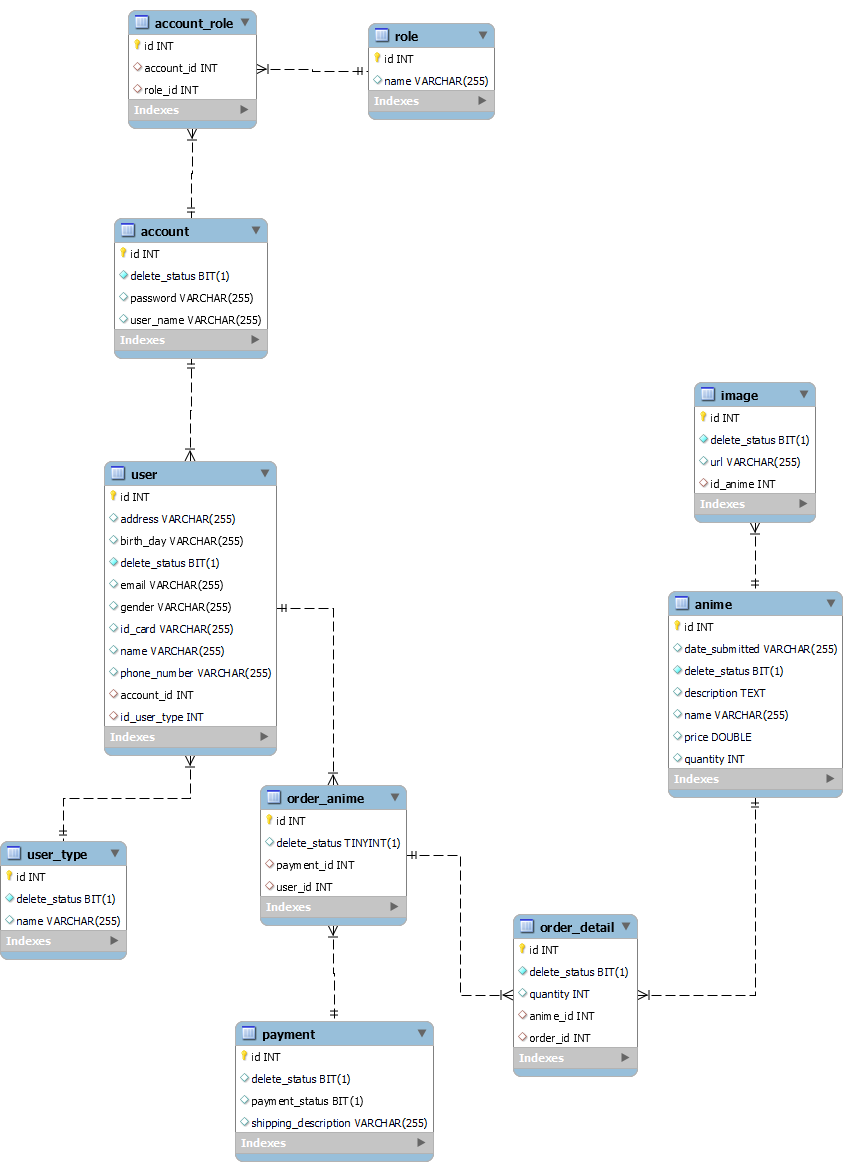 account_role
id INT
account_id INT
role_id INT
Indexes
role
id INT
name VARCHAR(255)
Indexes
account
id INT
delete_status BIT(1)
password VARCHAR(255)
user_name VARCHAR(255)
Indexes
user
id INT
address VARCHAR(255)
birth_day VARCHAR(255)
delete_status BIT(1)
email VARCHAR(255)
gender VARCHAR(255)
id_card VARCHAR(255)
name VARCHAR(255)
phone_number VARCHAR(255)
account_id INT
id_user_type INT
Indexes
image
id INT
delete_status BIT(1)
url VARCHAR(255)
id_anime INT
Indexes
anime
id INT
date_submitted VARCHAR(255)
delete_status BIT(1)
description TEXT
name VARCHAR(255)
price DOUBLE
quantity INT
Indexes
user_type
id INT
delete_status BIT(1)
name VARCHAR(255)
Indexes
order_anime
id INT
delete_status TINYINT(1)
payment_id INT
user_id INT
Indexes
order_detail
id INT
delete_status BIT(1)
quantity INT
anime_id INT
order_id INT
Indexes
payment
id INT
delete_status BIT(1)
payment_status BIT(1)
shipping_description VARCHAR(255)
Indexes